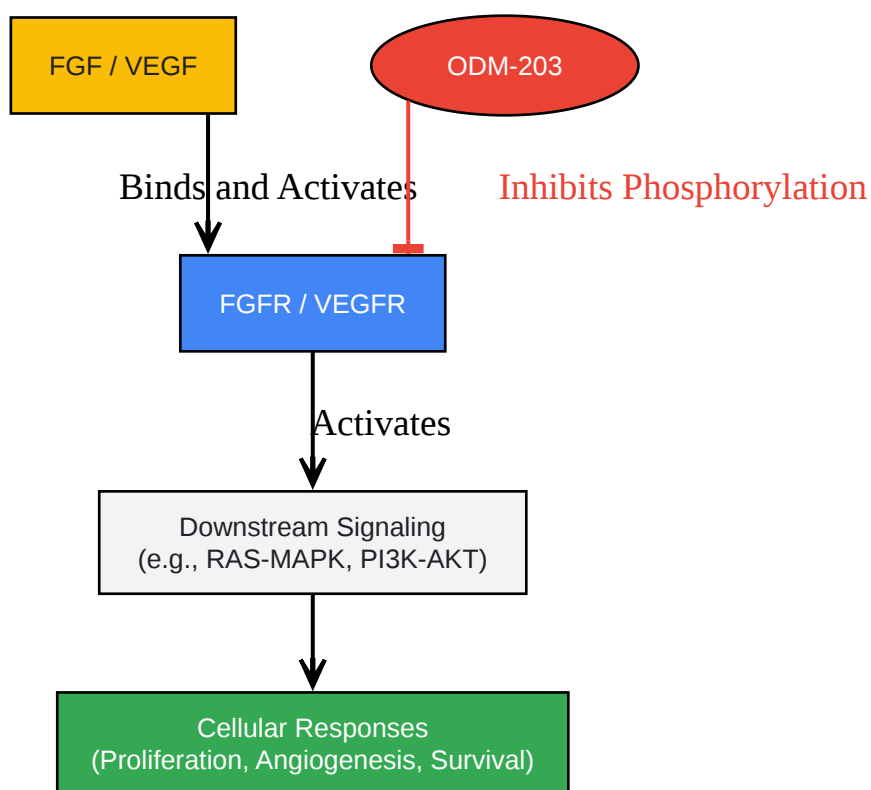 FGF / VEGF
ODM-203
Binds and Activates
Inhibits Phosphorylation
FGFR / VEGFR
Activates
Downstream Signaling
(e.g., RAS-MAPK, PI3K-AKT)
Cellular Responses
(Proliferation, Angiogenesis, Survival)